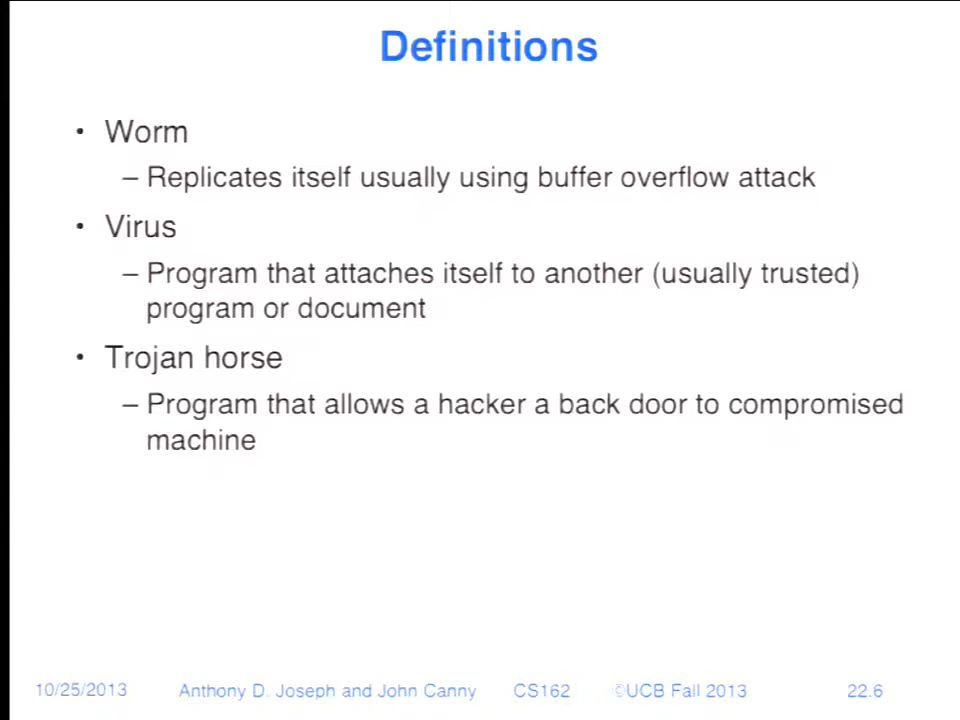 Definitions
• Worm
– Replicates itself usually using buffer overflow attack
• Virus
– Program that attaches itself to another (usually trusted)
program or document
• Trojan horse
– Program that allows a hacker a back door to compromised
machine
10/25/2013 Anthony D. Joseph and John Canny CS162 ©UCB Fall 2013 22.6